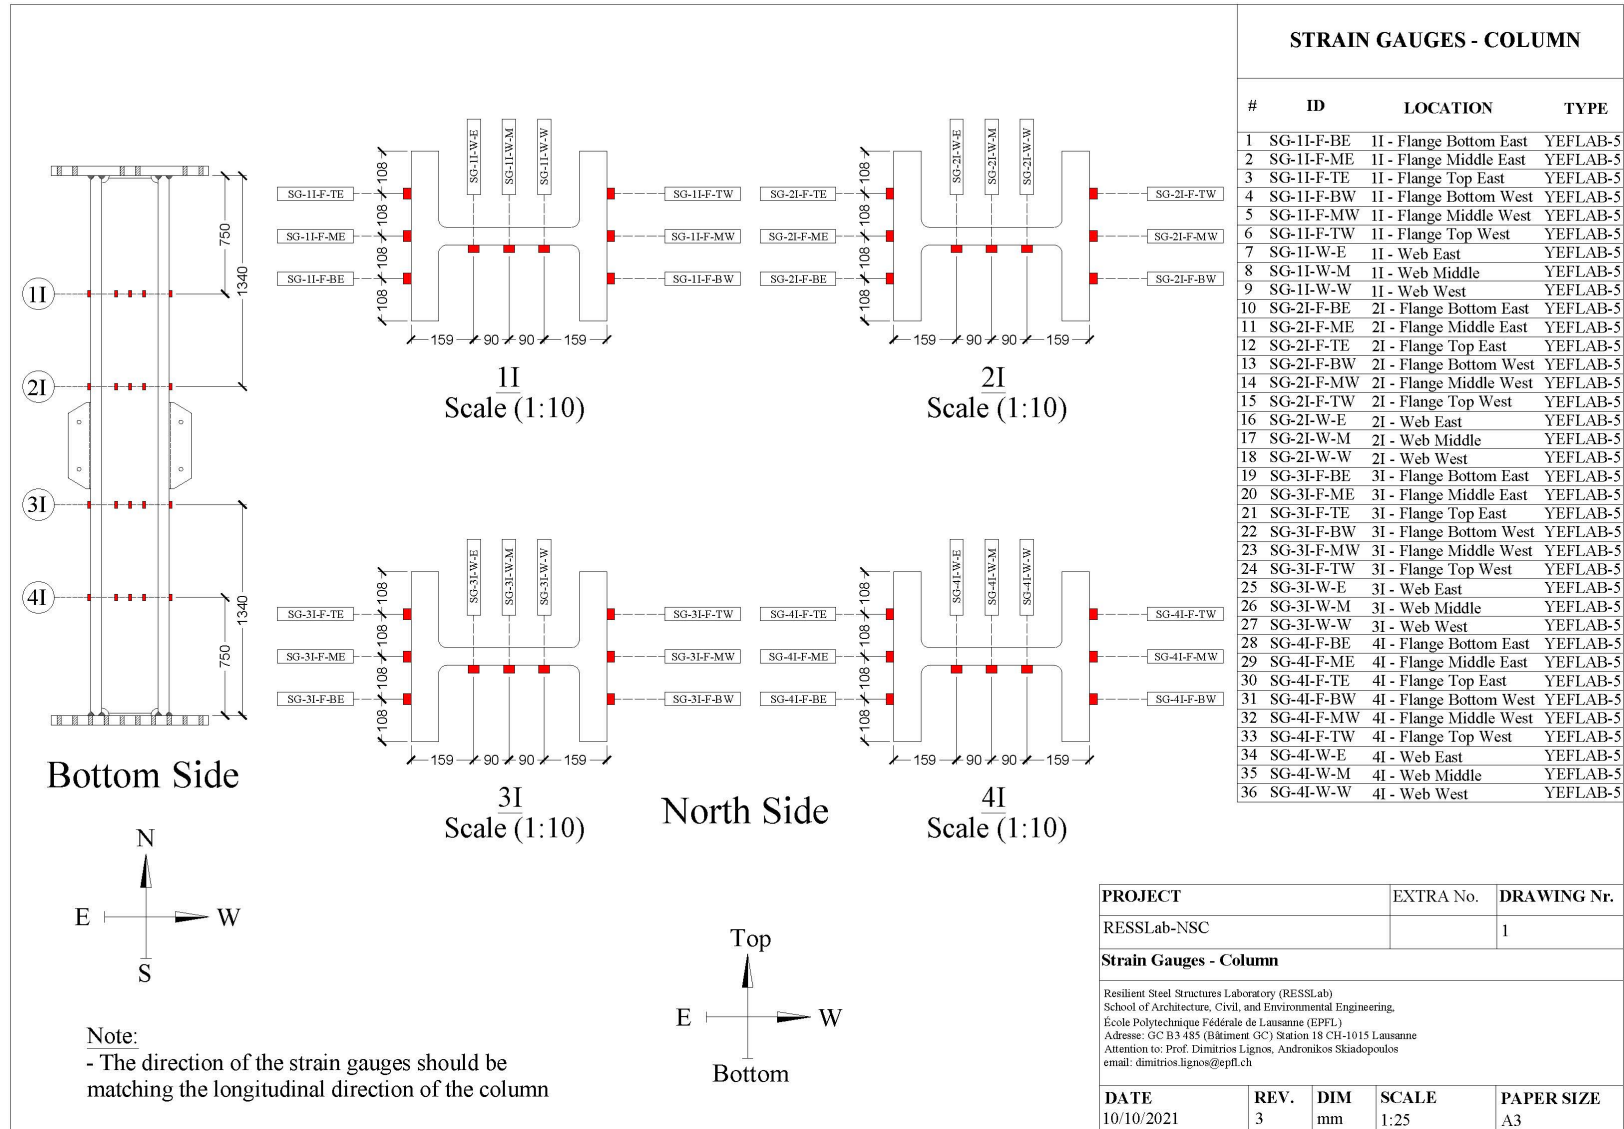 STRAIN GAUGES - COLUMN
# ID LOCATION TYPE
1 SG-1I-F-BE 1I - Flange Bottom East YEFLAB-5
2 SG-1I-F-ME 1I - Flange Middle East YEFLAB-5
3 SG-1I-F-TE 1I - Flange Top East YEFLAB-5
4 SG-1I-F-BW 1I - Flange Bottom West YEFLAB-5
5 SG-1I-F-MW 1I - Flange Middle West YEFLAB-5
6 SG-1I-F-TW 1I - Flange Top West YEFLAB-5
7 SG-1I-W-E 1I - Web East YEFLAB-5
8 SG-1I-W-M 1I - Web Middle YEFLAB-5
9 SG-1I-W-W 1I - Web West YEFLAB-5
10 SG-2I-F-BE 2I - Flange Bottom East YEFLAB-5
11 SG-2I-F-ME 2I - Flange Middle East YEFLAB-5
12 SG-2I-F-TE 2I - Flange Top East YEFLAB-5
13 SG-2I-F-BW 2I - Flange Bottom West YEFLAB-5
14 SG-2I-F-MW 2I - Flange Middle West YEFLAB-5
15 SG-2I-F-TW 2I - Flange Top West YEFLAB-5
16 SG-2I-W-E 2I - Web East YEFLAB-5
17 SG-2I-W-M 2I - Web Middle YEFLAB-5
18 SG-2I-W-W 2I - Web West YEFLAB-5
19 SG-3I-F-BE 3I - Flange Bottom East YEFLAB-5
20 SG-3I-F-ME 3I - Flange Middle East YEFLAB-5
21 SG-3I-F-TE 3I - Flange Top East YEFLAB-5
22 SG-3I-F-BW 3I - Flange Bottom West YEFLAB-5
23 SG-3I-F-MW 3I - Flange Middle West YEFLAB-5
24 SG-3I-F-TW 3I - Flange Top West YEFLAB-5
25 SG-3I-W-E 3I - Web East YEFLAB-5
26 SG-3I-W-M 3I - Web Middle YEFLAB-5
27 SG-3I-W-W 3I - Web West YEFLAB-5
28 SG-4I-F-BE 4I - Flange Bottom East YEFLAB-5
29 SG-4I-F-ME 4I - Flange Middle East YEFLAB-5
30 SG-4I-F-TE 4I - Flange Top East YEFLAB-5
31 SG-4I-F-BW 4I - Flange Bottom West YEFLAB-5
32 SG-4I-F-MW 4I - Flange Middle West YEFLAB-5
33 SG-4I-F-TW 4I - Flange Top West YEFLAB-5
34 SG-4I-W-E 4I - Web East YEFLAB-5
35 SG-4I-W-M 4I - Web Middle YEFLAB-5
36 SG-4I-W-W 4I - Web West YEFLAB-5
750
1340
1I
2I
3I
4I
1340
750
Bottom Side
N
E W
S
SG-1I-W-E
SG-1I-W-M
SG-1I-W-W
SG-1I-F-TE
SG-1I-F-ME
SG-1I-F-BE
108
108
108
108
SG-1I-F-TW
SG-1I-F-MW
SG-1I-F-BW
159 90 90 159
1I
Scale (1:10)
SG-2I-W-E
SG-2I-W-M
SG-2I-W-W
SG-2I-F-TE
SG-2I-F-ME
SG-2I-F-BE
108
108
108
108
SG-2I-F-TW
SG-2I-F-MW
SG-2I-F-BW
159 90 90 159
2I
Scale (1:10)
SG-3I-W-E
SG-3I-W-M
SG-3I-W-W
SG-3I-F-TE
SG-3I-F-ME
SG-3I-F-BE
108
108
108
108
SG-3I-F-TW
SG-3I-F-MW
SG-3I-F-BW
159 90 90 159
3I
Scale (1:10)
SG-4I-W-E
SG-4I-W-M
SG-4I-W-W
SG-4I-F-TE
SG-4I-F-ME
SG-4I-F-BE
108
108
108
108
SG-4I-F-TW
SG-4I-F-MW
SG-4I-F-BW
159 90 90 159
4I
Scale (1:10)
North Side
Top
E W
Bottom
Note:
- The direction of the strain gauges should be
matching the longitudinal direction of the column
PROJECT EXTRA No. DRAWING Nr.
RESSLab-NSC 1
Strain Gauges - Column
Resilient Steel Structures Laboratory (RESSLab)
School of Architecture, Civil, and Environmental Engineering,
École Polytechnique Fédérale de Lausanne (EPFL)
Adresse: GC B3 485 (Bâtiment GC) Station 18 CH-1015 Lausanne
Attention to: Prof. Dimitrios Lignos, Andronikos Skiadopoulos
email: dimitrios.lignos@epfl.ch
DATE REV. DIM SCALE PAPER SIZE
10/10/2021 3 mm 1:25 A3